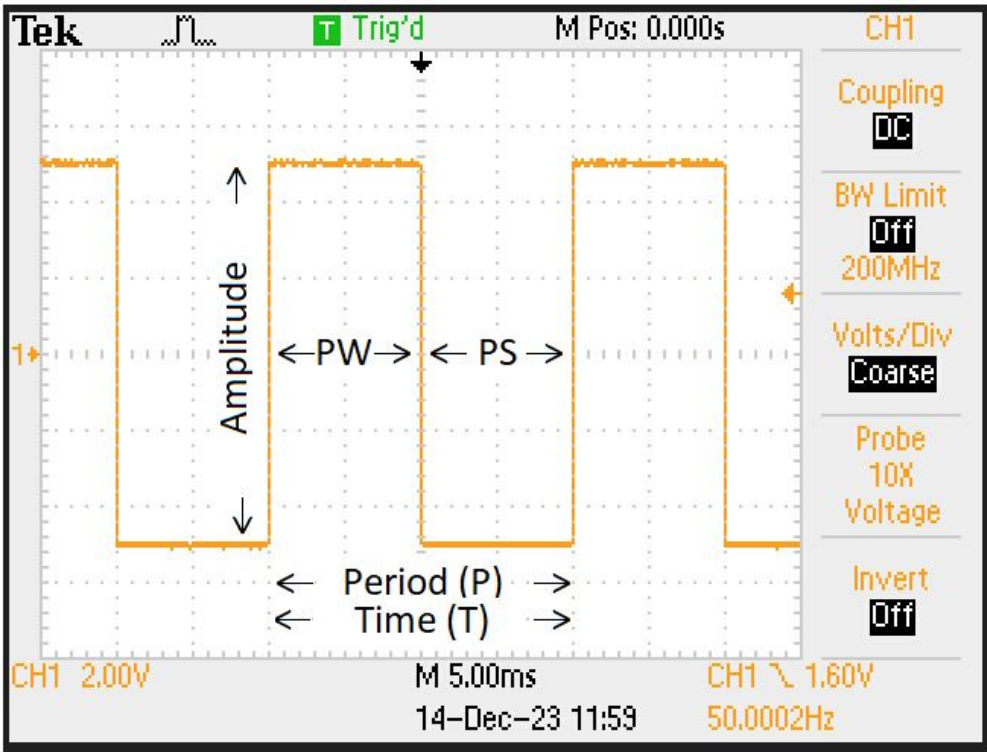 Tek
T Trig'd
M Pos: 0.000s
CH1
Coupling
DC
BW Limit
Off
200MHz
Volts/Div
Coarse
Probe
10X
Voltage
Invert
Off
Amplitude
1
←PW→
← PS →
← Period (P) →
← Time (T) →
CH1 2.00V
M 5.00ms
CH1 \ 1.60V
14-Dec-23 11:59
50.0002Hz